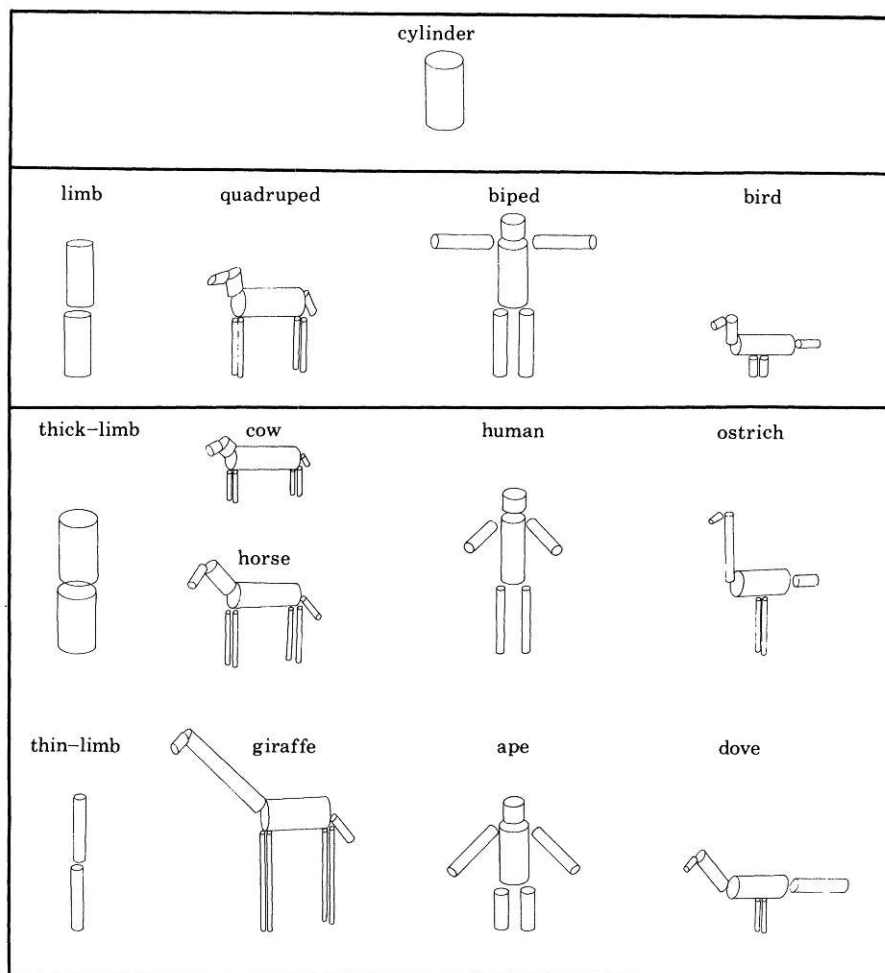 cylinder
limb quadruped biped bird
thick-limb cow human ostrich
horse
thin-limb giraffe ape dove